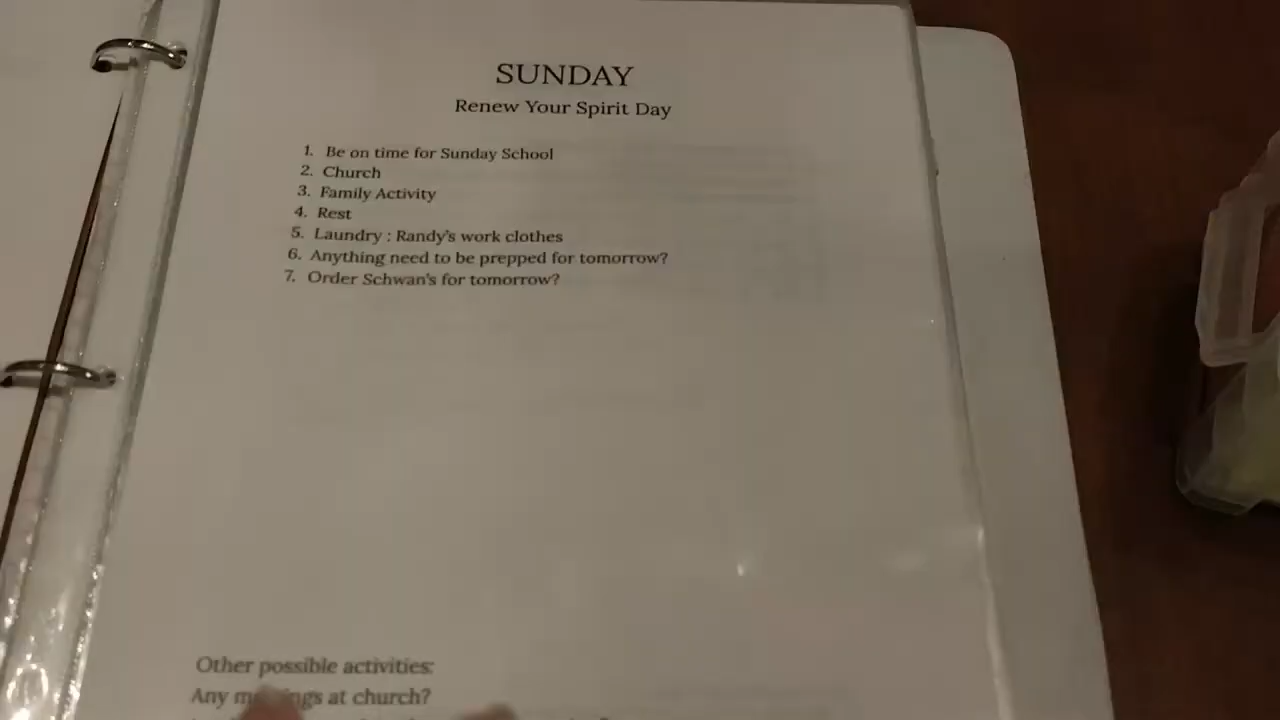 SUNDAY
Renew Your Spirit Day
1. Be on time for Sunday School
2. Church
3. Family Activity
4. Rest
5. Laundry : Randy's work clothes
6. Anything need to be prepped for tomorrow?
7. Order Schwan's for tomorrow?
Other possible activities:
Any at church?